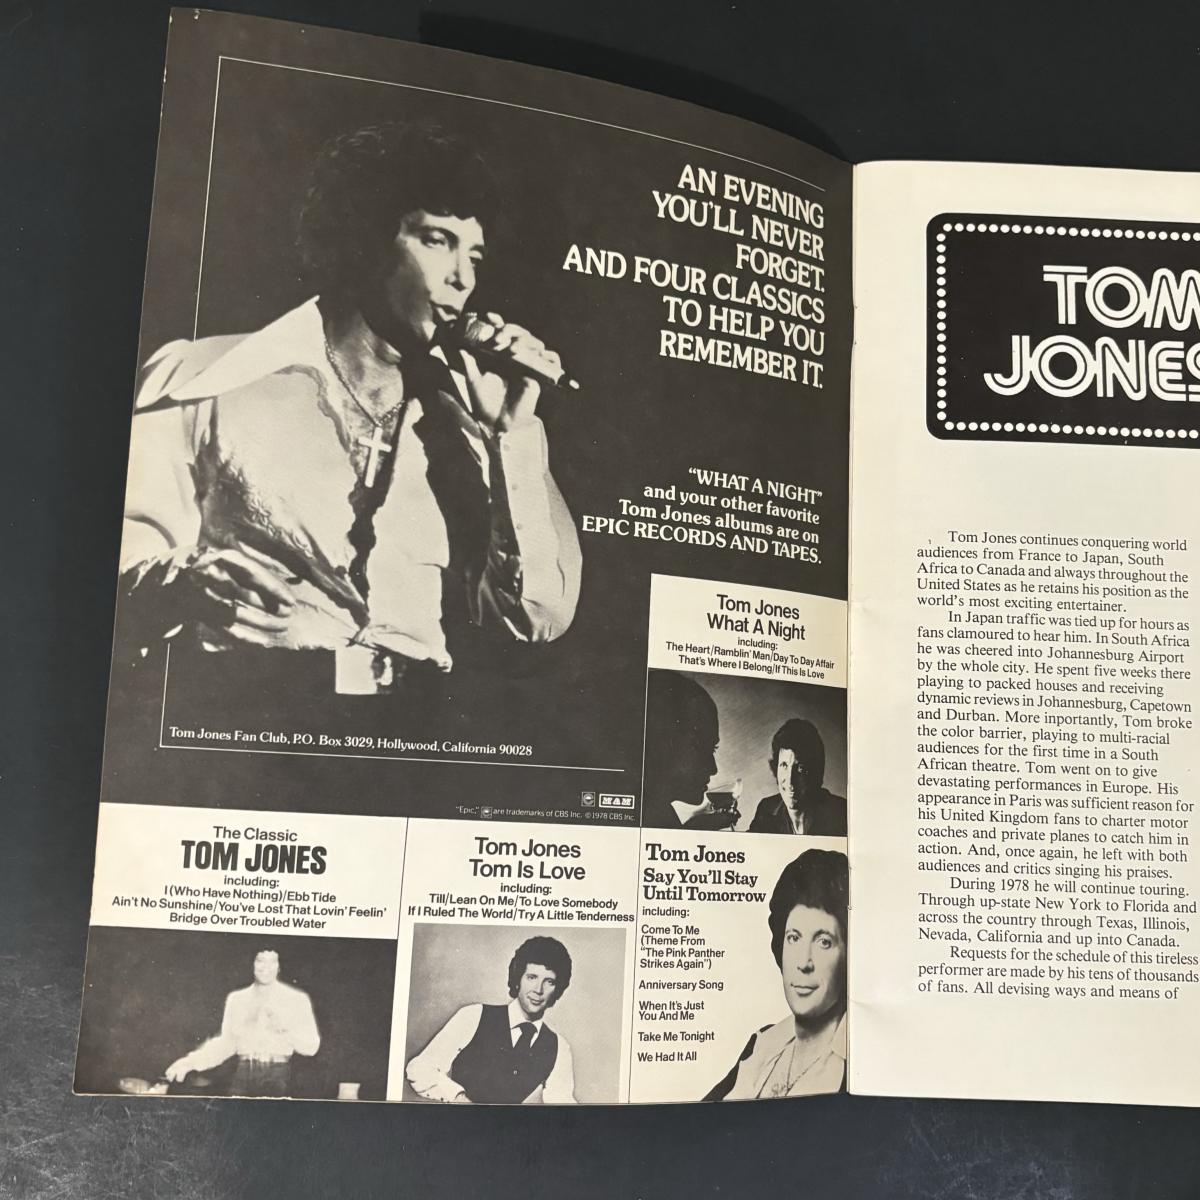 AN EVENING
YOU'LL NEVER
FORGET.
AND FOUR CLASSICS
TO HELP YOU
REMEMBER IT.
“WHAT A NIGHT”
and your other favorite
Tom Jones albums are on
EPIC RECORDS AND TAPES.
Tom Jones
What A Night
including:
The Heart/Ramblin' Man/Day To Day Affair
That's Where I Belong/If This Is Love
Tom Jones Fan Club, P.O. Box 3029, Hollywood, California 90028
MAM
"Epic," are trademarks of CBS Inc. ©1978 CBS Inc.
The Classic
TOM JONES
including:
I (Who Have Nothing)/Ebb Tide
Ain't No Sunshine/You've Lost That Lovin' Feelin'
Bridge Over Troubled Water
Tom Jones
Tom Is Love
including:
Till/Lean On Me/To Love Somebody
If I Ruled The World/Try A Little Tenderness
Tom Jones
Say You'll Stay
Until Tomorrow
including:
Come To Me
(Theme From
"The Pink Panther
Strikes Again")
Anniversary Song
When It's Just
You And Me
Take Me Tonight
We Had It All
TOM
JONES
Tom Jones continues conquering world
audiences from France to Japan, South
Africa to Canada and always throughout the
United States as he retains his position as the
world's most exciting entertainer.
In Japan traffic was tied up for hours as
fans clamoured to hear him. In South Africa
he was cheered into Johannesburg Airport
by the whole city. He spent five weeks there
playing to packed houses and receiving
dynamic reviews in Johannesburg, Capetown
and Durban. More inportantly, Tom broke
the color barrier, playing to multi-racial
audiences for the first time in a South
African theatre. Tom went on to give
devastating performances in Europe. His
appearance in Paris was sufficient reason for
his United Kingdom fans to charter motor
coaches and private planes to catch him in
action. And, once again, he left with both
audiences and critics singing his praises.
During 1978 he will continue touring.
Through up-state New York to Florida and
across the country through Texas, Illinois,
Nevada, California and up into Canada.
Requests for the schedule of this tireless
performer are made by his tens of thousands
of fans. All devising ways and means of